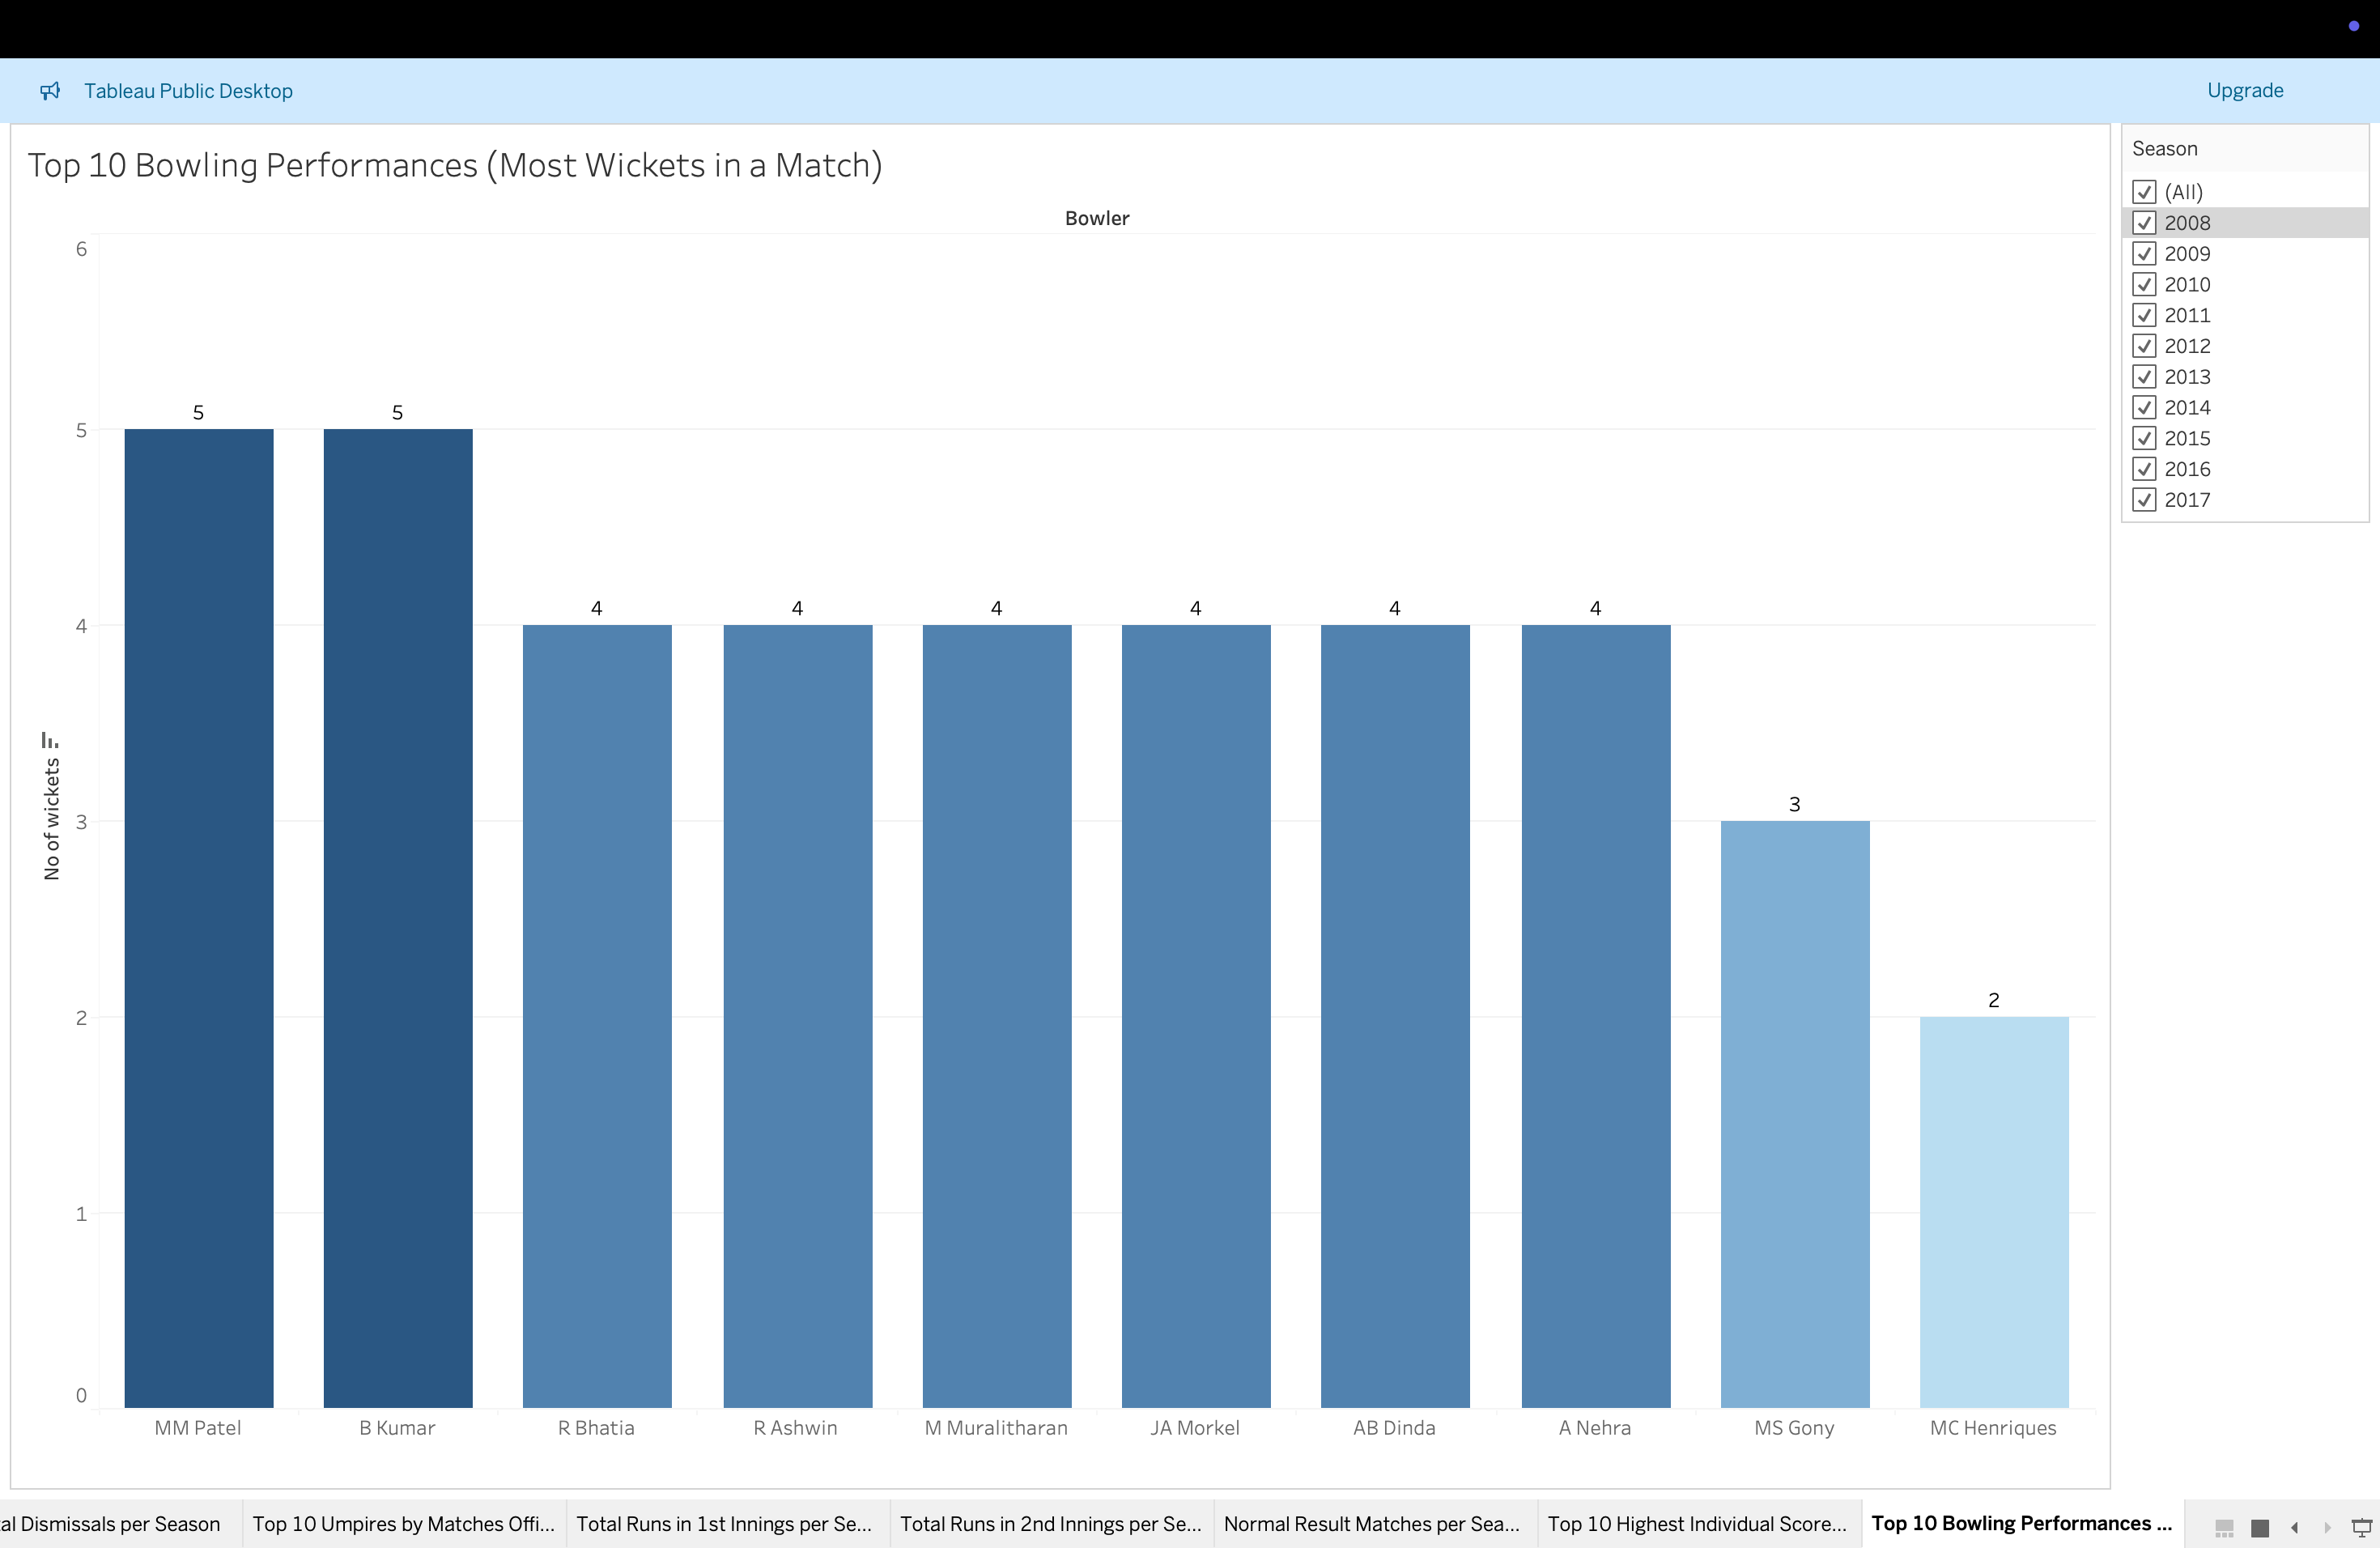 Tableau Public Desktop
Upgrade
Top 10 Bowling Performances (Most Wickets in a Match)
Season
(All)
2008
2009
2010
2011
2012
2013
2014
2015
2016
2017
Bowler
No of wickets
6
5
4
3
2
1
0
5
5
4
4
4
4
4
4
3
2
MM Patel
B Kumar
R Bhatia
R Ashwin
M Muralitharan
JA Morkel
AB Dinda
A Nehra
MS Gony
MC Henriques
al Dismissals per Season
Top 10 Umpires by Matches Offi...
Total Runs in 1st Innings per Se...
Total Runs in 2nd Innings per Se...
Normal Result Matches per Sea...
Top 10 Highest Individual Score...
Top 10 Bowling Performances ...